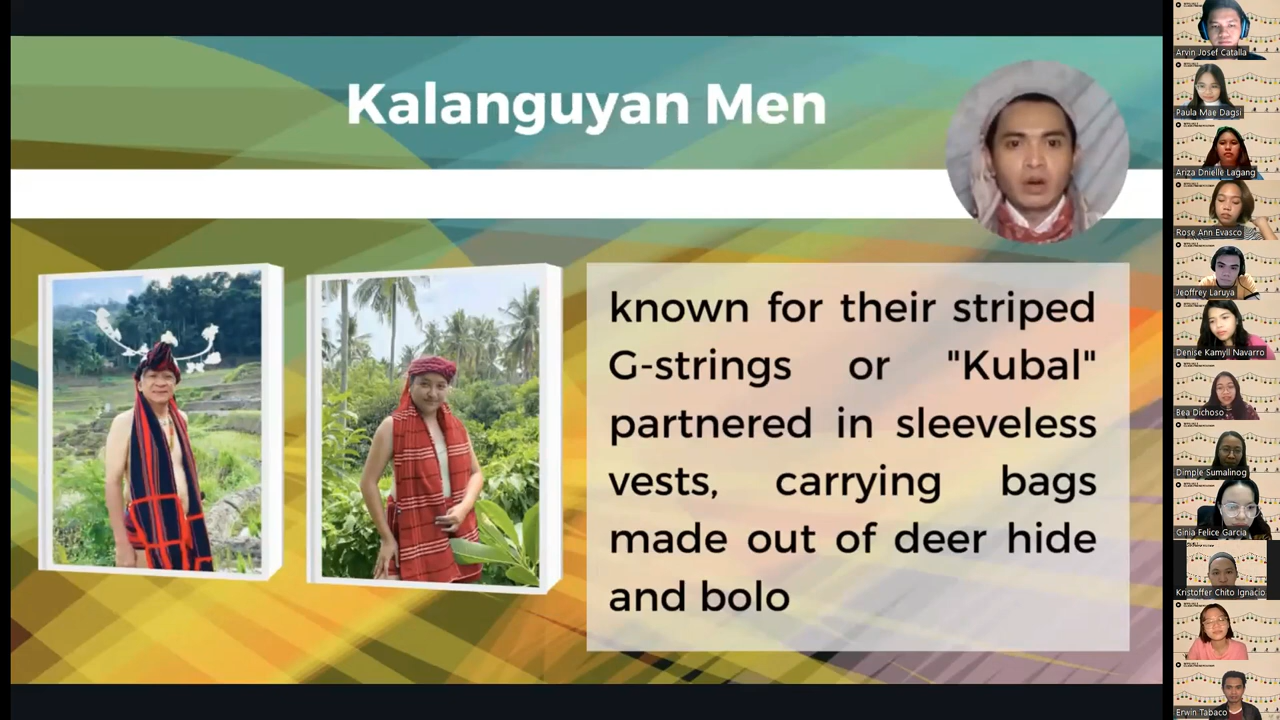 Kalanguyan Men
known for their striped
G-strings or "Kubal"
partnered in sleeveless
vests, carrying bags
made out of deer hide
and bolo
Arvin Josef Catalla
Paula Mae Dagsi
Ariza Dnielle Lagang
Rose Ann Evasco
Jeoffrey Laruya
Denise Kamyll Navarro
Bea Dichoso
Dimple Sumalinog
Ginia Felice Garcia
Kristoffer Chito Ignacio
Erwin Tabaco